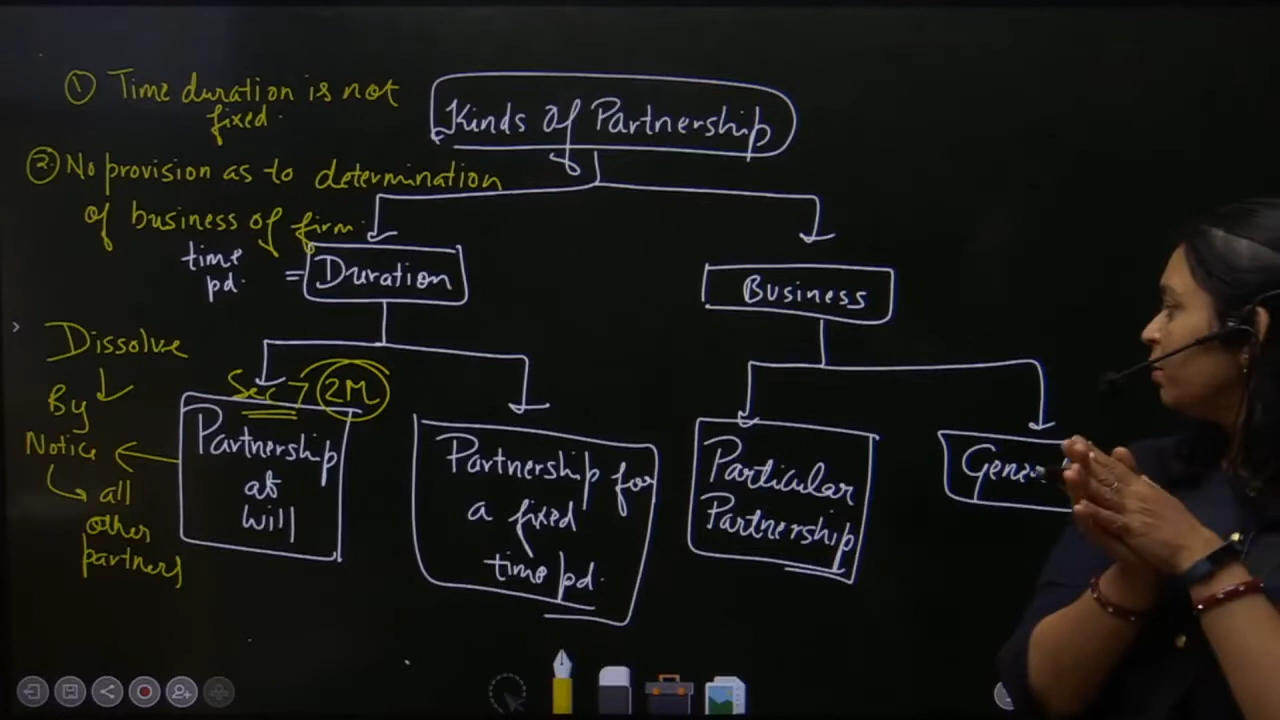 Kinds of Partnership
① Time duration is not
fixed.
② No provision as to determination
of business of firm.
time
pd. =
Duration
Business
Dissolve
By
Notice
all
other
partners
Sec 7 2M
Partnership
at
will
Partnership for
a fixed
time pd.
Particular
Partnership